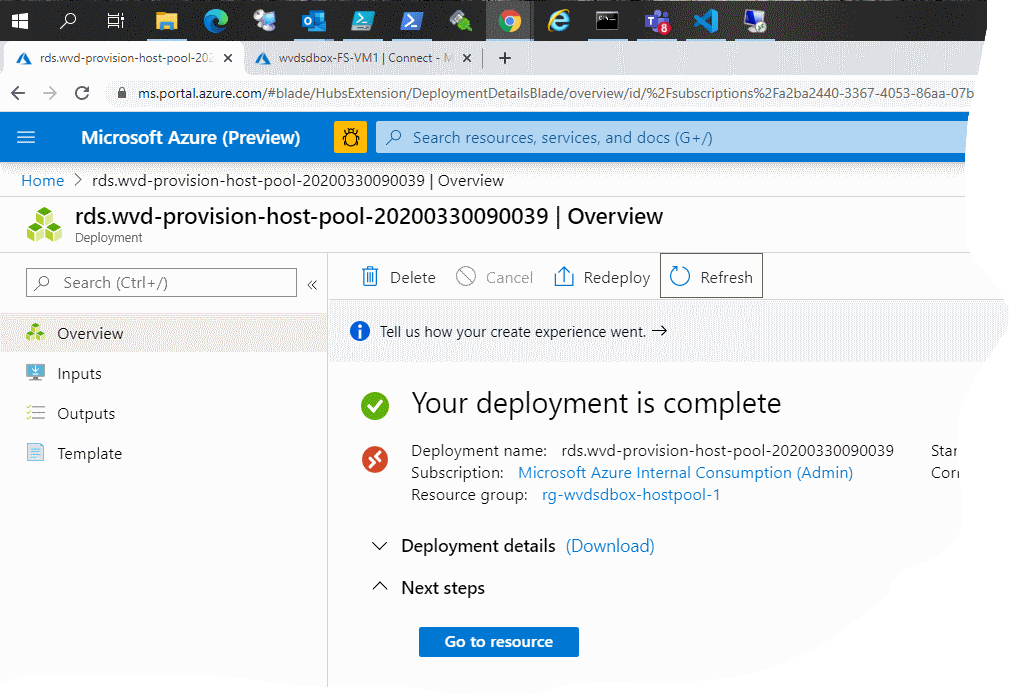 8
rds.wvd-provision-host-pool-202
wvdsdbox-FS-VM1 | Connect - M
ms.portal.azure.com/#blade/HubsExtension/DeploymentDetailsBlade/overview/id/%2Fsubscriptions%2Fa2ba2440-3367-4053-86aa-07b
Microsoft Azure (Preview)
Search resources, services, and docs (G+/)
Home > rds.wvd-provision-host-pool-20200330090039 | Overview
rds.wvd-provision-host-pool-20200330090039 | Overview
Deployment
Search (Ctrl+/)
«
Delete
Cancel
Redeploy
Refresh
Overview
Inputs
Outputs
Template
Tell us how your create experience went. →
Your deployment is complete
Deployment name: rds.wvd-provision-host-pool-20200330090039
Subscription: Microsoft Azure Internal Consumption (Admin)
Resource group: rg-wvdsdbox-hostpool-1
Star
Deployment details (Download)
Next steps
Go to resource